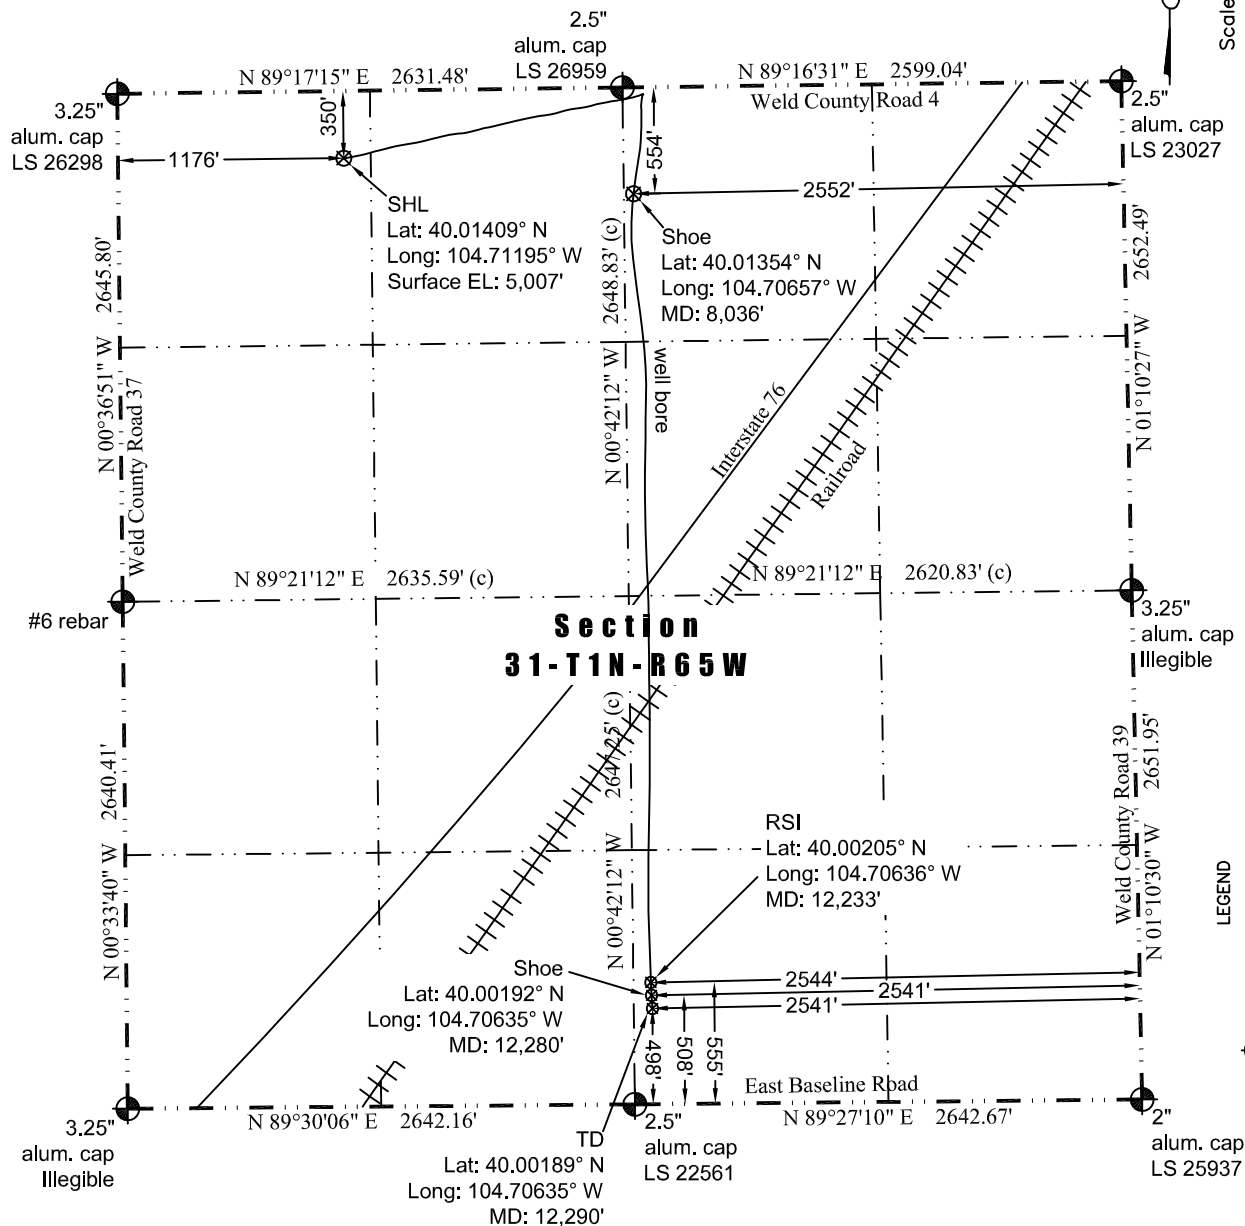 Scale
2.5"
alum. cap
LS 26959
N 89°17'15" E 2631.48'
N 89°16'31" E 2599.04'
Weld County Road 4
3.25"
alum. cap
LS 26298
2.5"
alum. cap
LS 23027
350'
1176'
554'
2552'
SHL
Lat: 40.01409° N
Long: 104.71195° W
Surface EL: 5,007'
Shoe
Lat: 40.01354° N
Long: 104.70657° W
MD: 8,036'
N 00°36'51" W 2645.80'
Weld County Road 37
N 00°42'12" W 2648.83' (c)
well bore
Interstate 76
Railroad
N 01°10'27" W 2652.49'
N 89°21'12" E 2635.59' (c)
N 89°21'12" E 2620.83' (c)
#6 rebar
3.25"
alum. cap
Illegible
Section
31-T1N-R65W
N 00°33'40" W 2640.41'
N 00°42'12" W
Weld County Road 39
N 01°10'30" W 2651.95'
RSI
Lat: 40.00205° N
Long: 104.70636° W
MD: 12,233'
LEGEND
Shoe
Lat: 40.00192° N
Long: 104.70635° W
MD: 12,280'
2544'
2541'
2541'
498'
508'
555'
East Baseline Road
N 89°30'06" E 2642.16'
N 89°27'10" E 2642.67'
3.25"
alum. cap
Illegible
2.5"
alum. cap
LS 22561
2"
alum. cap
LS 25937
TD
Lat: 40.00189° N
Long: 104.70635° W
MD: 12,290'